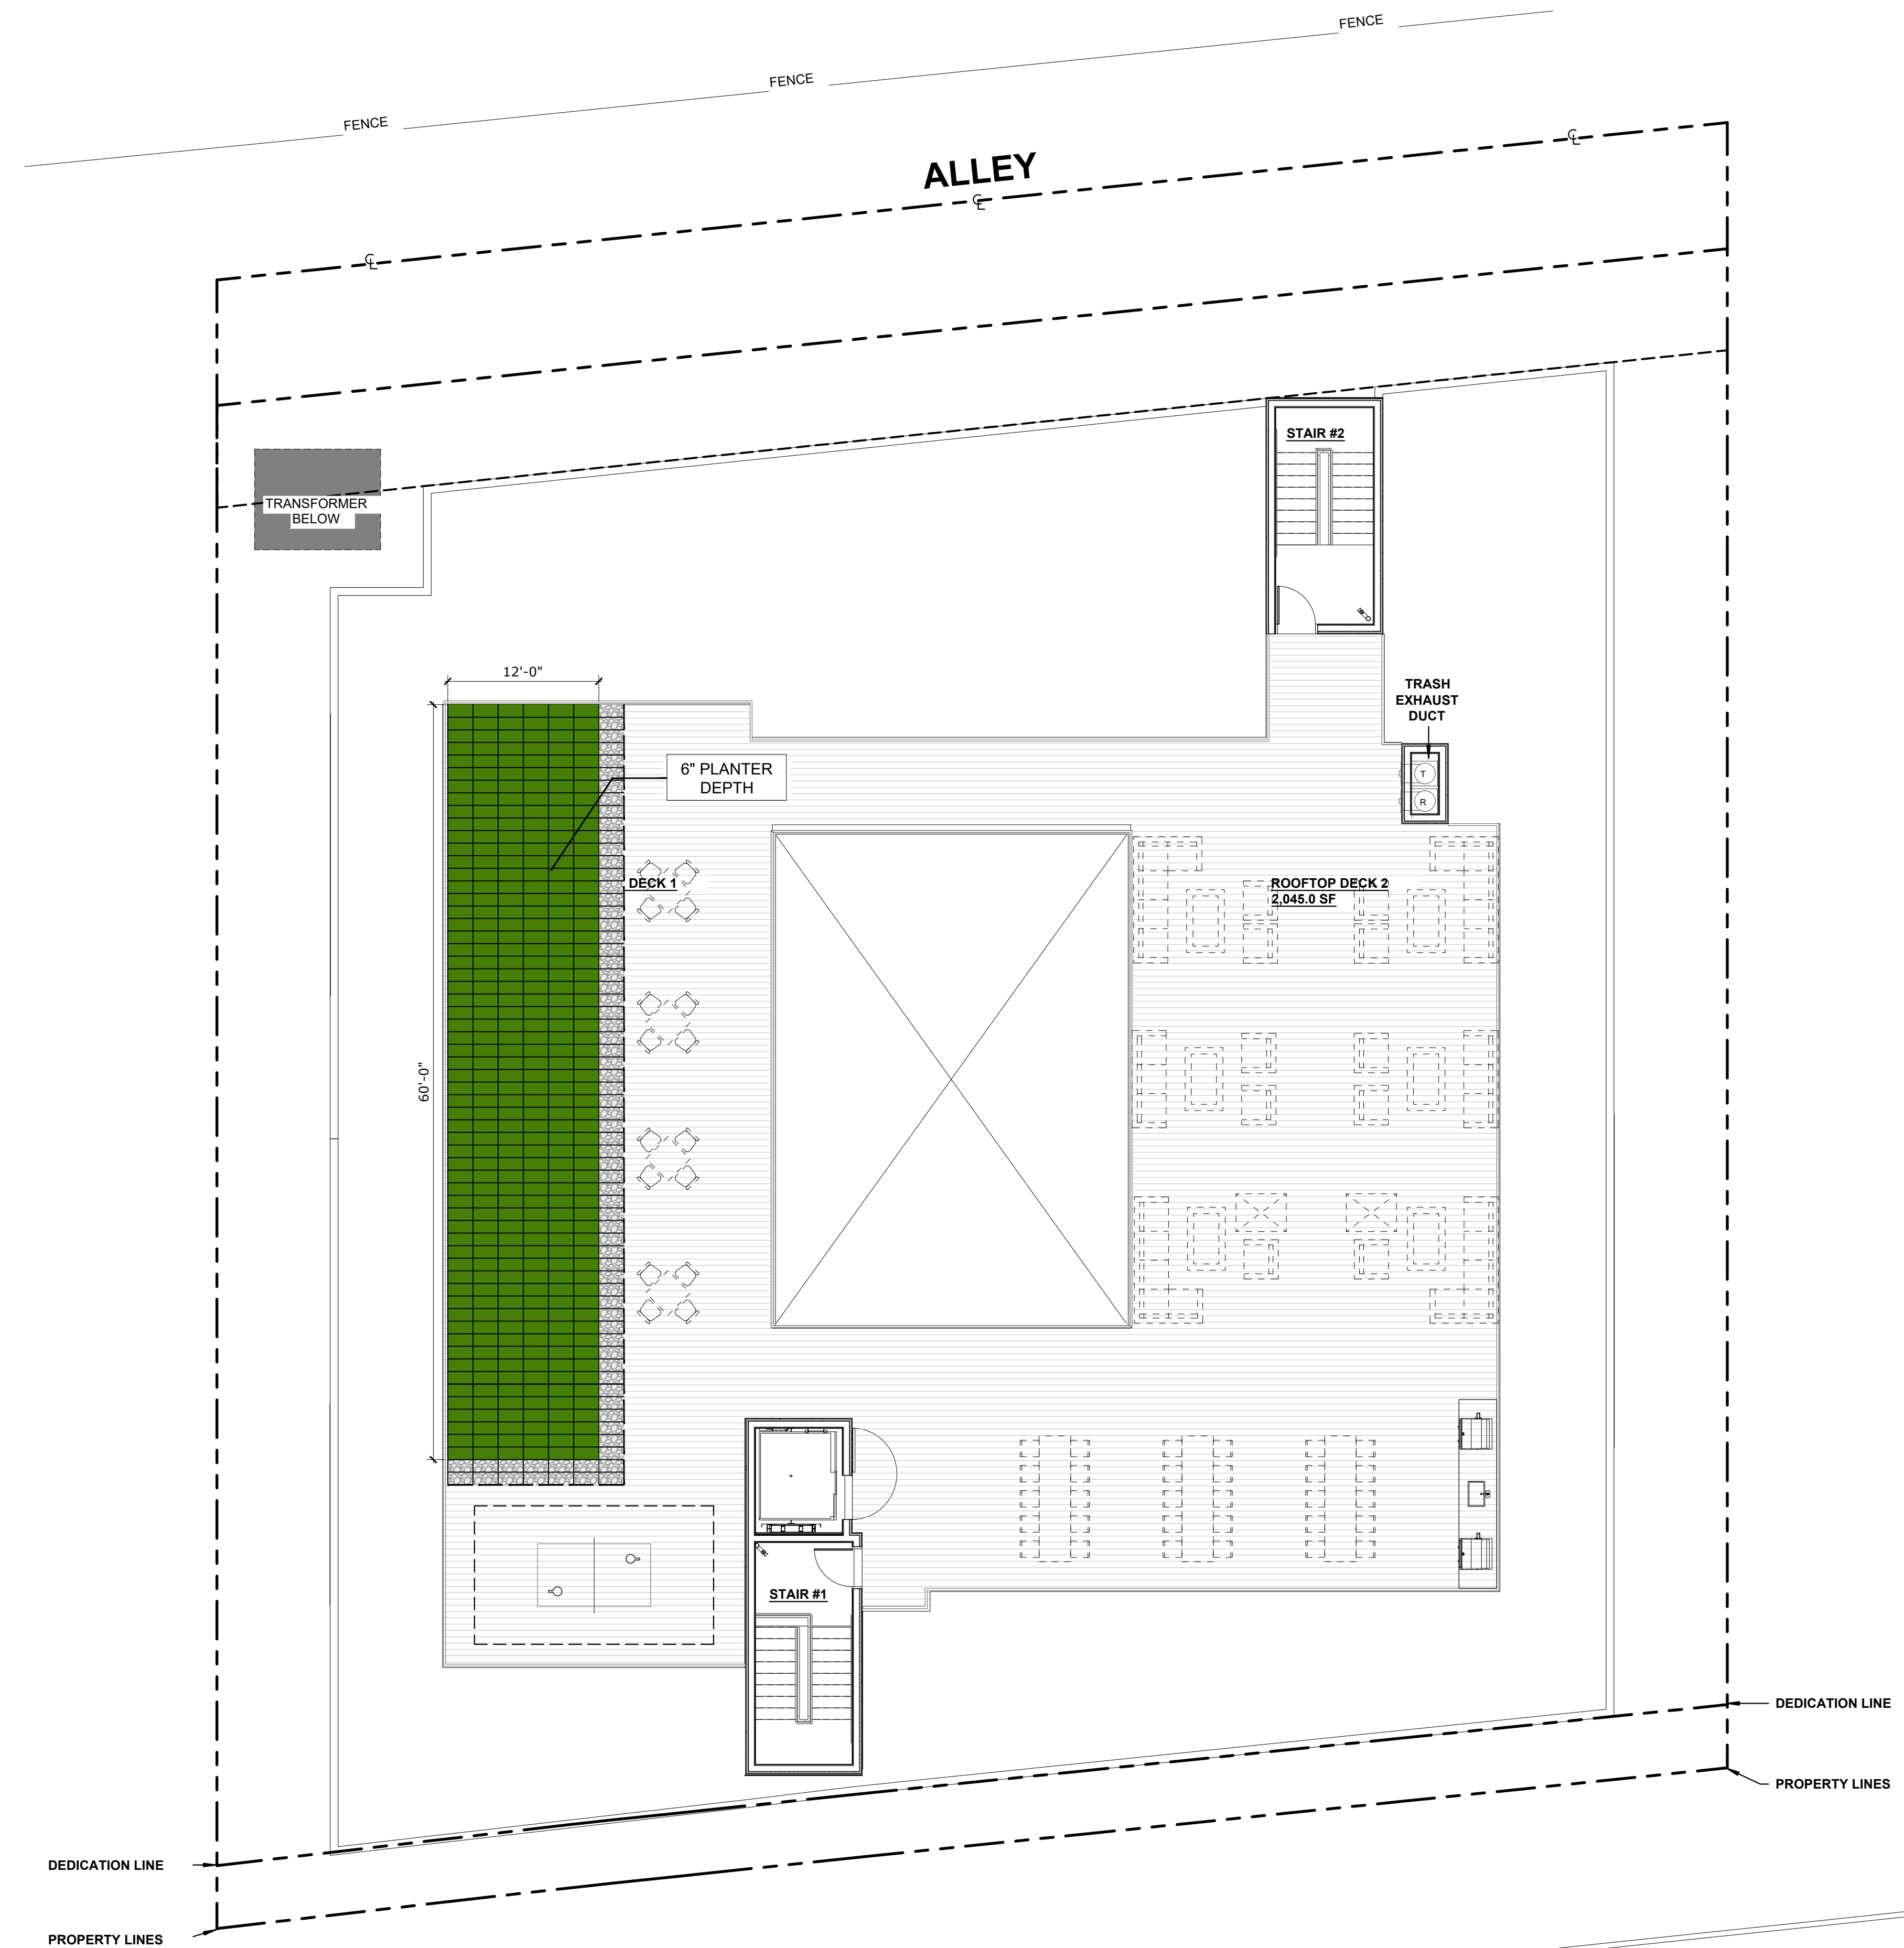 FENCE
FENCE
FENCE
ALLEY
℄
℄
℄
STAIR #2
TRANSFORMER
BELOW
12'-0"
TRASH
EXHAUST
DUCT
6" PLANTER
DEPTH
T
R
DECK 1
ROOFTOP DECK 2
2,045.0 SF
60'-0"
STAIR #1
DEDICATION LINE
PROPERTY LINES
DEDICATION LINE
PROPERTY LINES